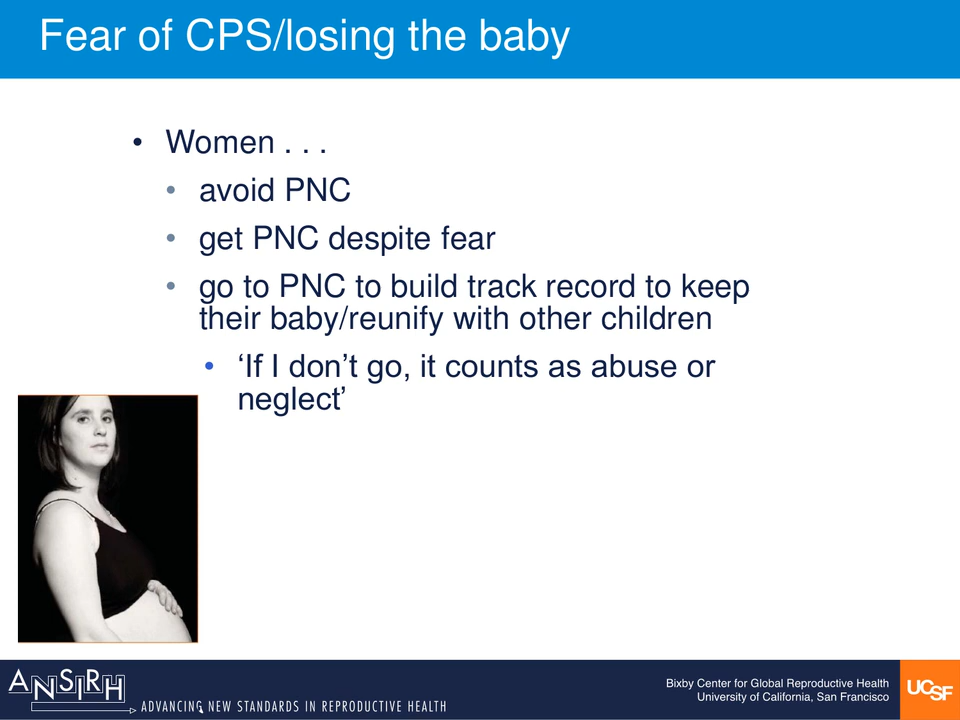 Fear of CPS/losing the baby
• Women . . .
• avoid PNC
• get PNC despite fear
• go to PNC to build track record to keep
their baby/reunify with other children
• ‘If I don’t go, it counts as abuse or
neglect’
ANSIRH
ADVANCING NEW STANDARDS IN REPRODUCTIVE HEALTH
Bixby Center for Global Reproductive Health
University of California, San Francisco
UCSF